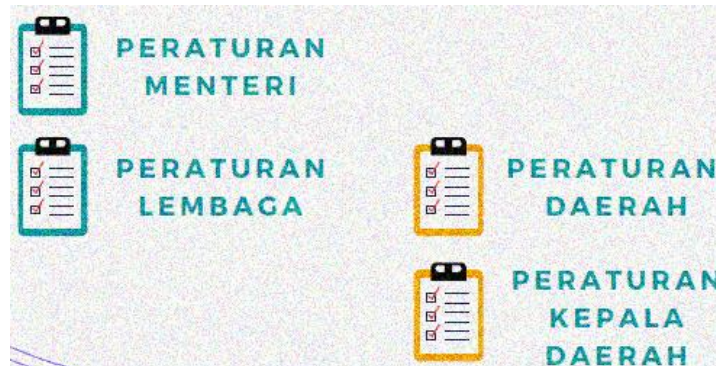 PERATURAN
MENTERI
PERATURAN
LEMBAGA
PERATURAN
DAERAH
PERATURAN
KEPALA
DAERAH